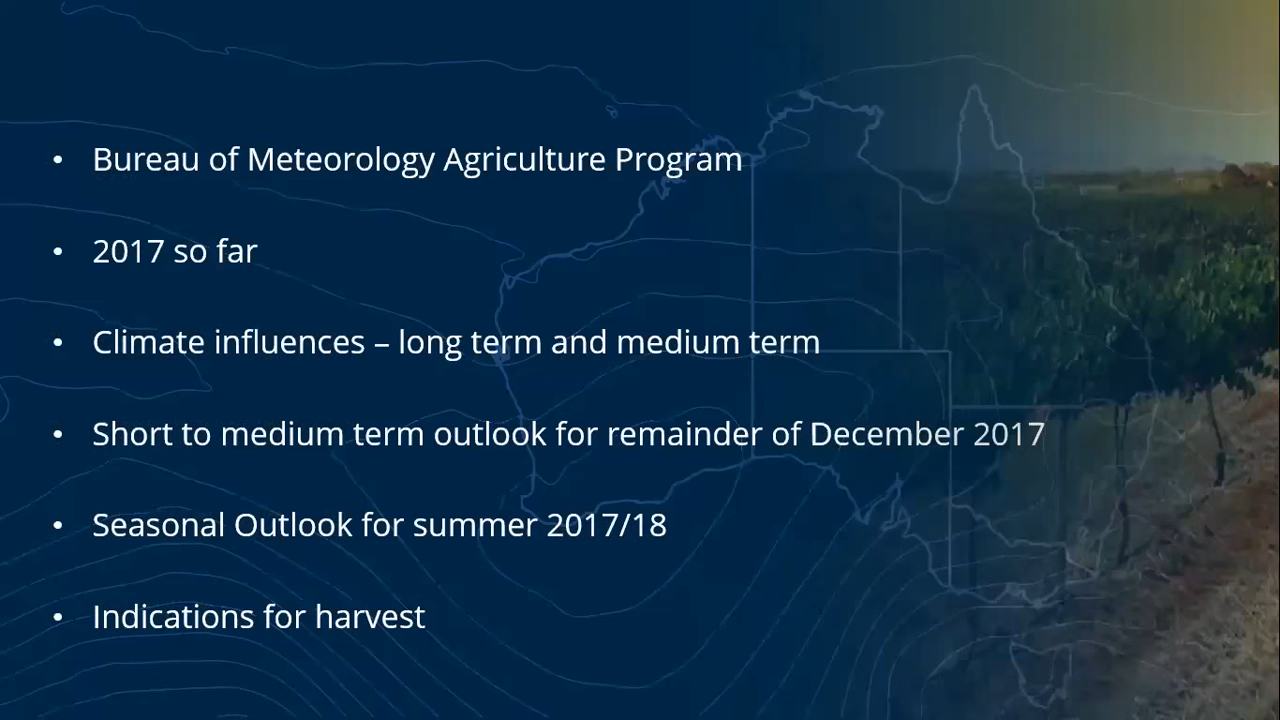 • Bureau of Meteorology Agriculture Program
• 2017 so far
• Climate influences – long term and medium term
• Short to medium term outlook for remainder of December 2017
• Seasonal Outlook for summer 2017/18
• Indications for harvest